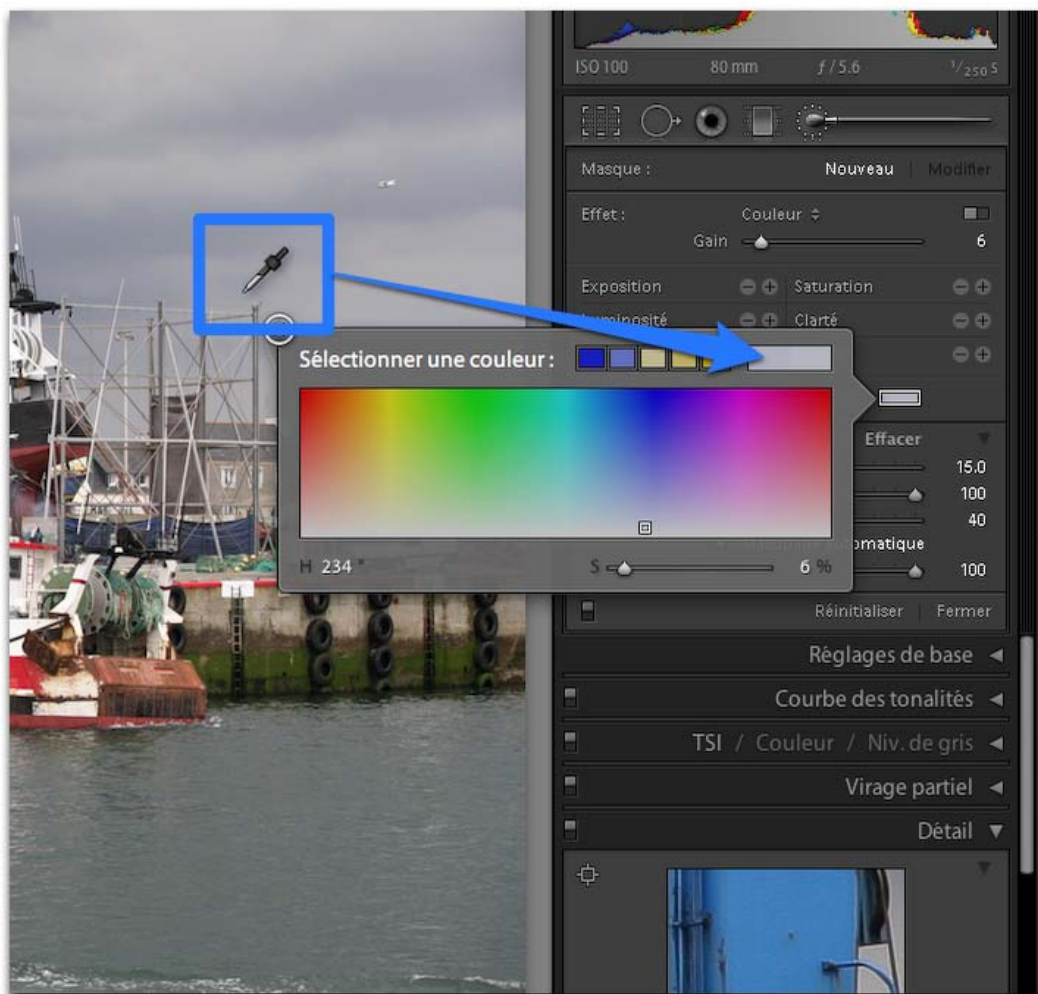 ISO 100 80 mm ƒ / 5.6 1/250 S
Masque : Nouveau | Modifier
Effet : Couleur
Gain 6
Exposition Saturation
Luminosité Clarté
Sélectionner une couleur :
Effacer
15.0
100
40
H 234 ° S 6 %
100
Réinitialiser | Fermer
Réglages de base
Courbe des tonalités
TSI / Couleur / Niv. de gris
Virage partiel
Détail